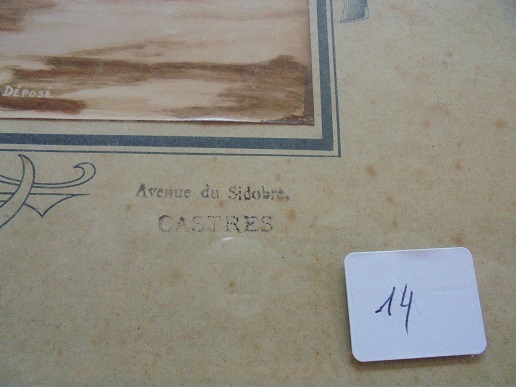 DÉPOSÉ
Avenue du Sidobre,
CASTRES
14